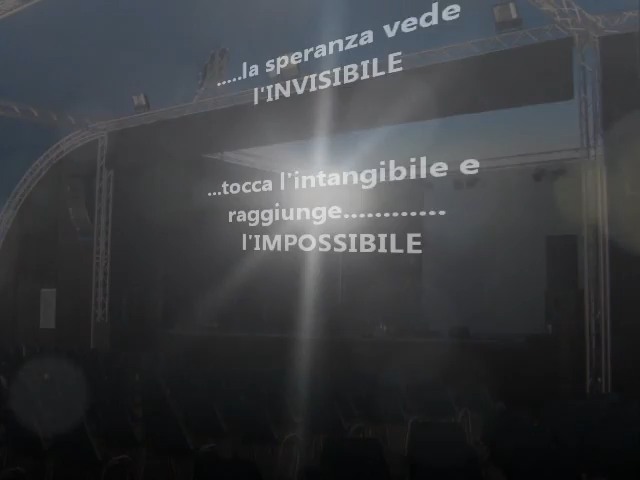 .....la speranza vede
l'INVISIBILE
...tocca l'intangibile e
raggiunge............
l'IMPOSSIBILE